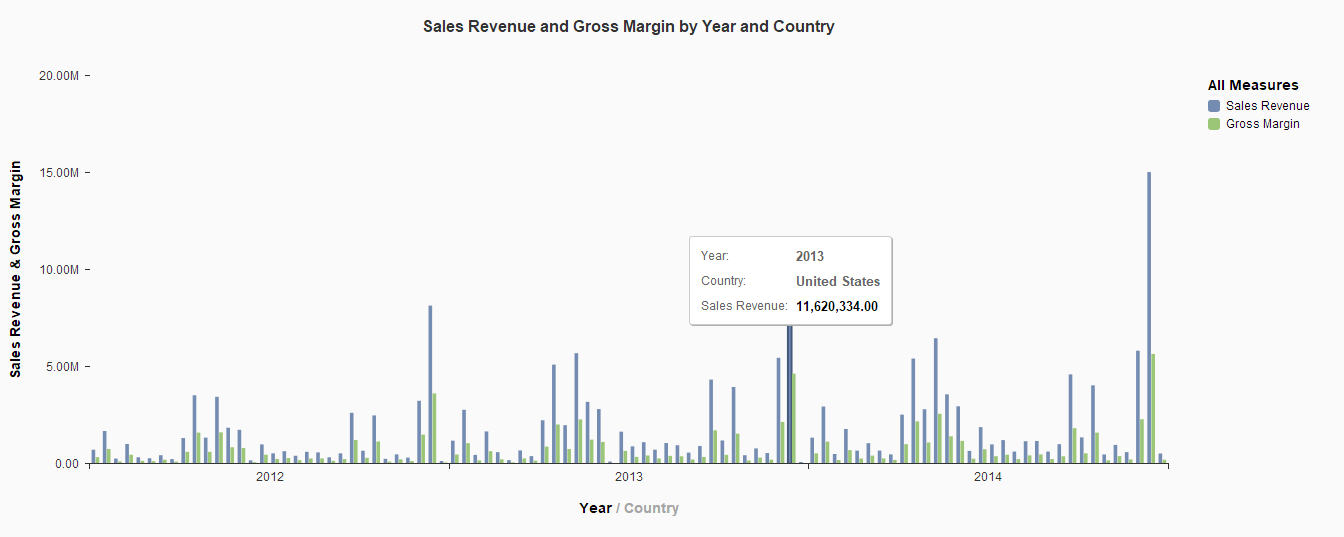 Sales Revenue and Gross Margin by Year and Country
20.00M
15.00M
10.00M
5.00M
0.00
Sales Revenue & Gross Margin
All Measures
Sales Revenue
Gross Margin
Year: 2013
Country: United States
Sales Revenue: 11,620,334.00
2012 2013 2014
Year / Country